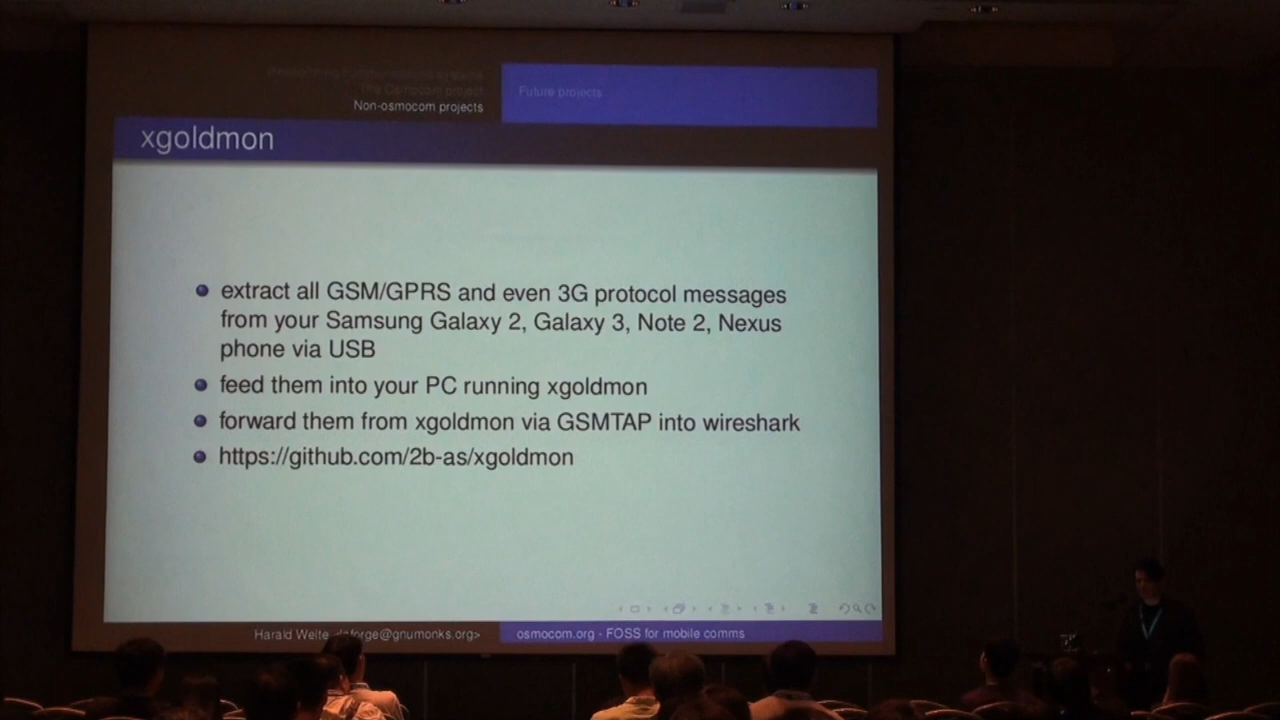 The Osmocom project
Non-osmocom projects
Future projects
xgoldmon
extract all GSM/GPRS and even 3G protocol messages
from your Samsung Galaxy 2, Galaxy 3, Note 2, Nexus
phone via USB
feed them into your PC running xgoldmon
forward them from xgoldmon via GSMTAP into wireshark
https://github.com/2b-as/xgoldmon
Harald Welte <laforge@gnumonks.org>
osmocom.org - FOSS for mobile comms